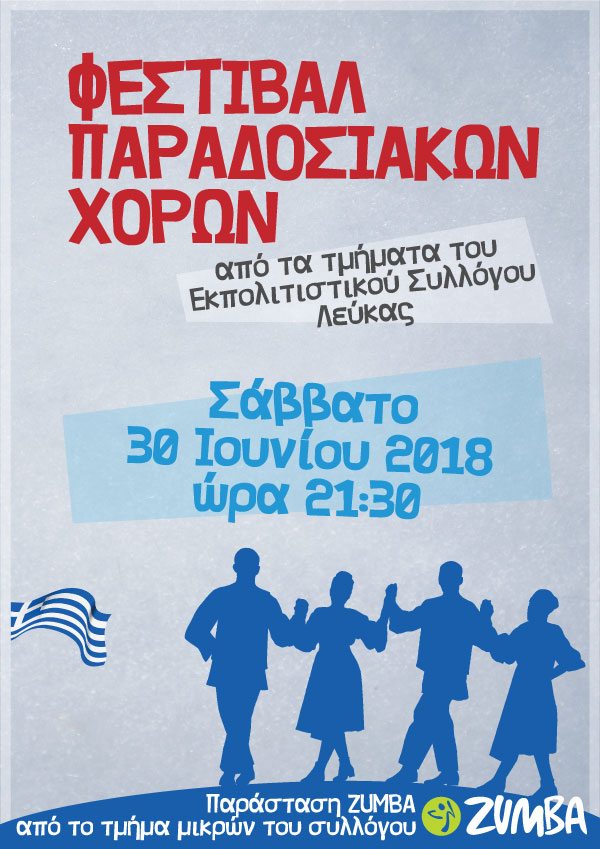 ΦΕΣΤΙΒΑΛ
ΠΑΡΑΔΟΣΙΑΚΩΝ
ΧΟΡΩΝ
από τα τμήματα του
Εκπολιτιστικού Συλλόγου
Λεύκας
Σάββατο
30 Ιουνίου 2018
ώρα 21:30
Παράσταση ZUMBA
από το τμήμα μικρών του συλλόγου
ZUMBA